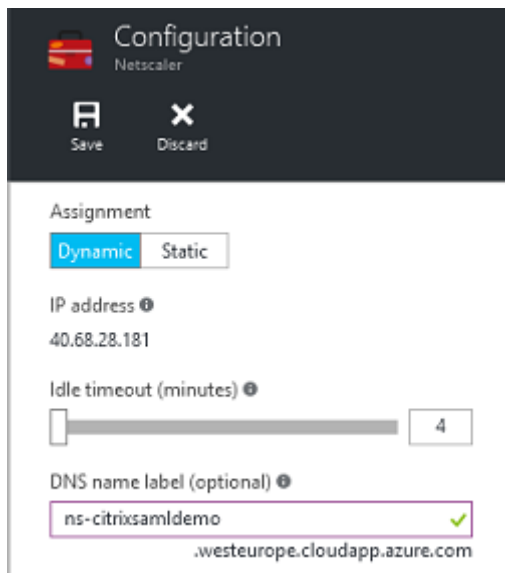 Configuration
Netscaler
Save Discard
Assignment
Dynamic Static
IP address
40.68.28.181
Idle timeout (minutes)
4
DNS name label (optional)
ns-citrixsamldemo
.westeurope.cloudapp.azure.com